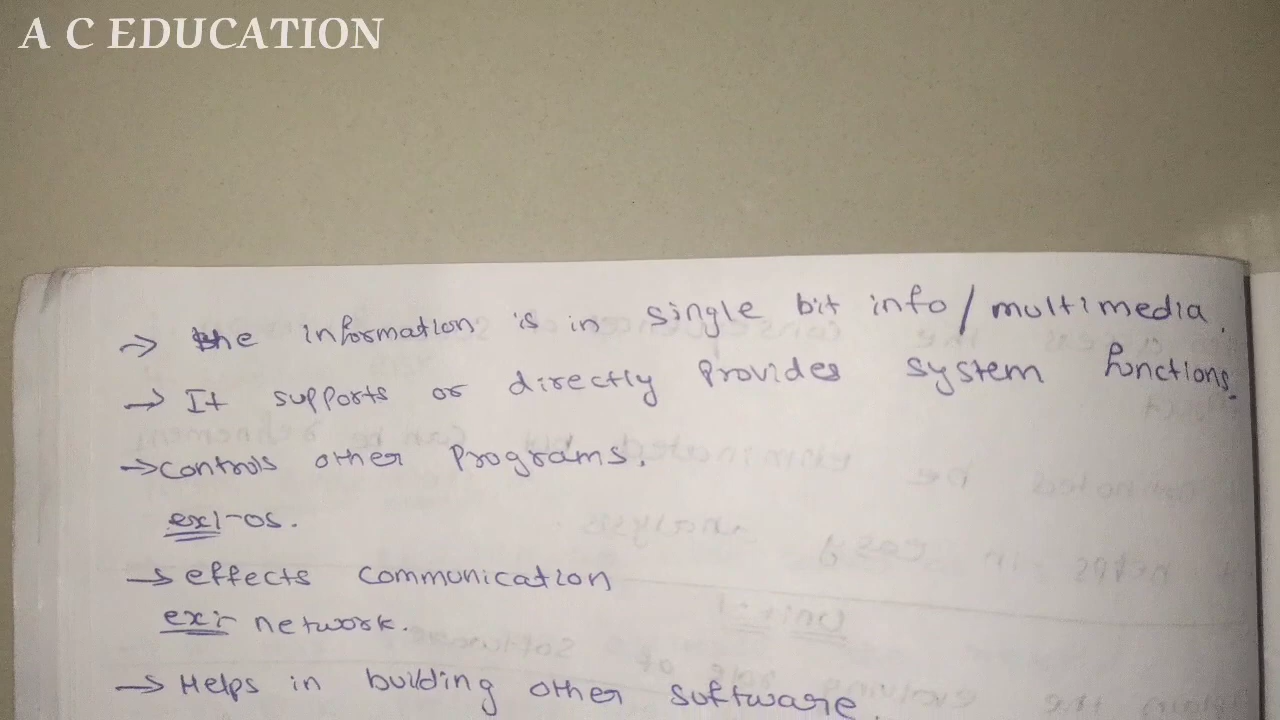 A C EDUCATION
→ the information is in single bit info/multimedia.
→ It supports or directly provides system functions.
→ controls other programs.
ex:- os.
→ effects communication
ex:- network.
→ Helps in building other software.